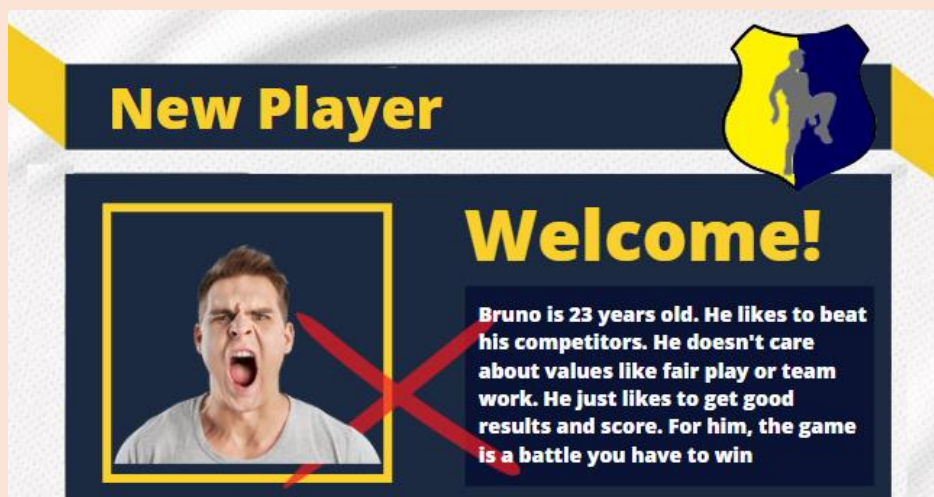 New Player
Welcome!
Bruno is 23 years old. He likes to beat
his competitors. He doesn't care
about values like fair play or team
work. He just likes to get good
results and score. For him, the game
is a battle you have to win